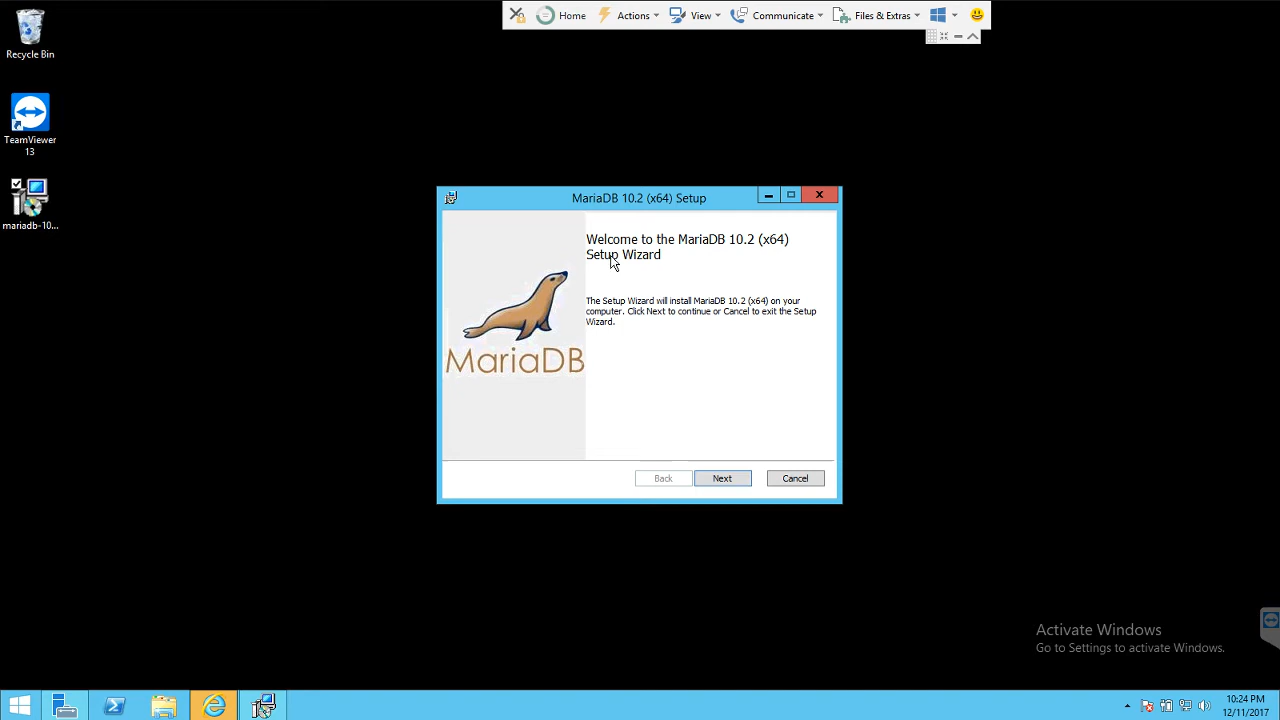 Home
Actions
View
Communicate
Files & Extras
Recycle Bin
TeamViewer
13
mariadb-10...
MariaDB 10.2 (x64) Setup
Welcome to the MariaDB 10.2 (x64)
Setup Wizard
The Setup Wizard will install MariaDB 10.2 (x64) on your
computer. Click Next to continue or Cancel to exit the Setup
Wizard.
MariaDB
Back
Next
Cancel
Activate Windows
Go to Settings to activate Windows.
10:24 PM
12/11/2017